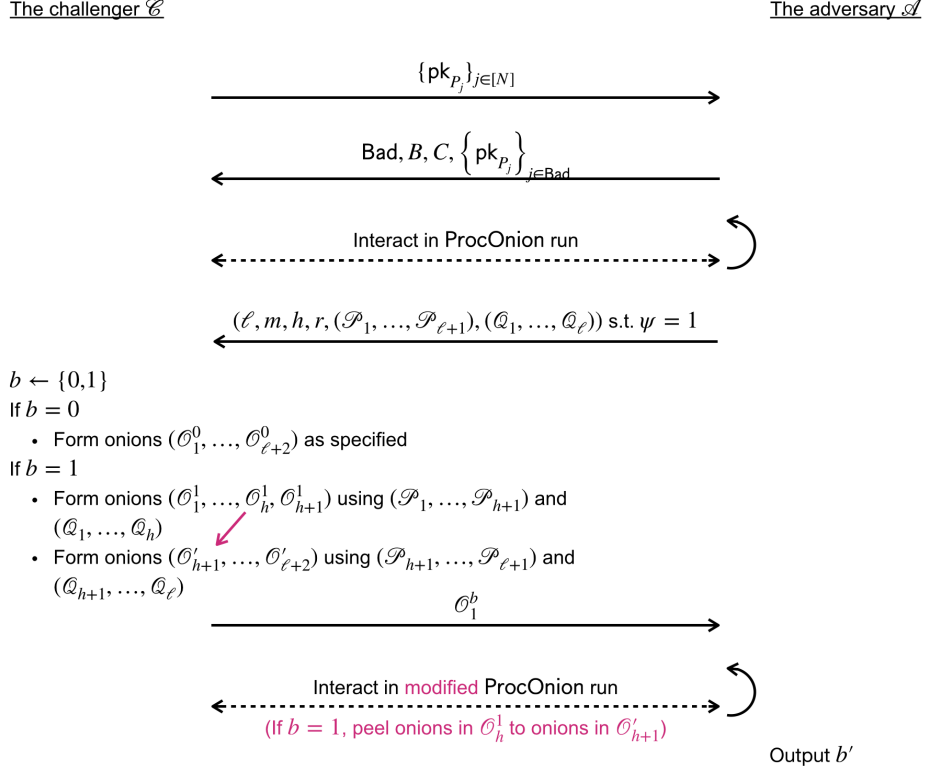 The challenger 𝒞
The adversary 𝒜
{pk_{P_j}}_{j∈[N]}
Bad, B, C, {pk_{P_j}}_{j∈Bad}
Interact in ProcOnion run
(ℓ, m, h, r, (𝒫_1, …, 𝒫_{ℓ+1}), (𝒬_1, …, 𝒬_ℓ)) s.t. ψ = 1
b ← {0,1}
If b = 0
• Form onions (𝒪_1^0, …, 𝒪_{ℓ+2}^0) as specified
If b = 1
• Form onions (𝒪_1^1, …, 𝒪_h^1, 𝒪_{h+1}^1) using (𝒫_1, …, 𝒫_{h+1}) and
(𝒬_1, …, 𝒬_h)
• Form onions (𝒪'_{h+1}, …, 𝒪'_{ℓ+2}) using (𝒫_{h+1}, …, 𝒫_{ℓ+1}) and
(𝒬_{h+1}, …, 𝒬_ℓ)
𝒪_1^b
Interact in modified ProcOnion run
(If b = 1, peel onions in 𝒪_h^1 to onions in 𝒪'_{h+1})
Output b′